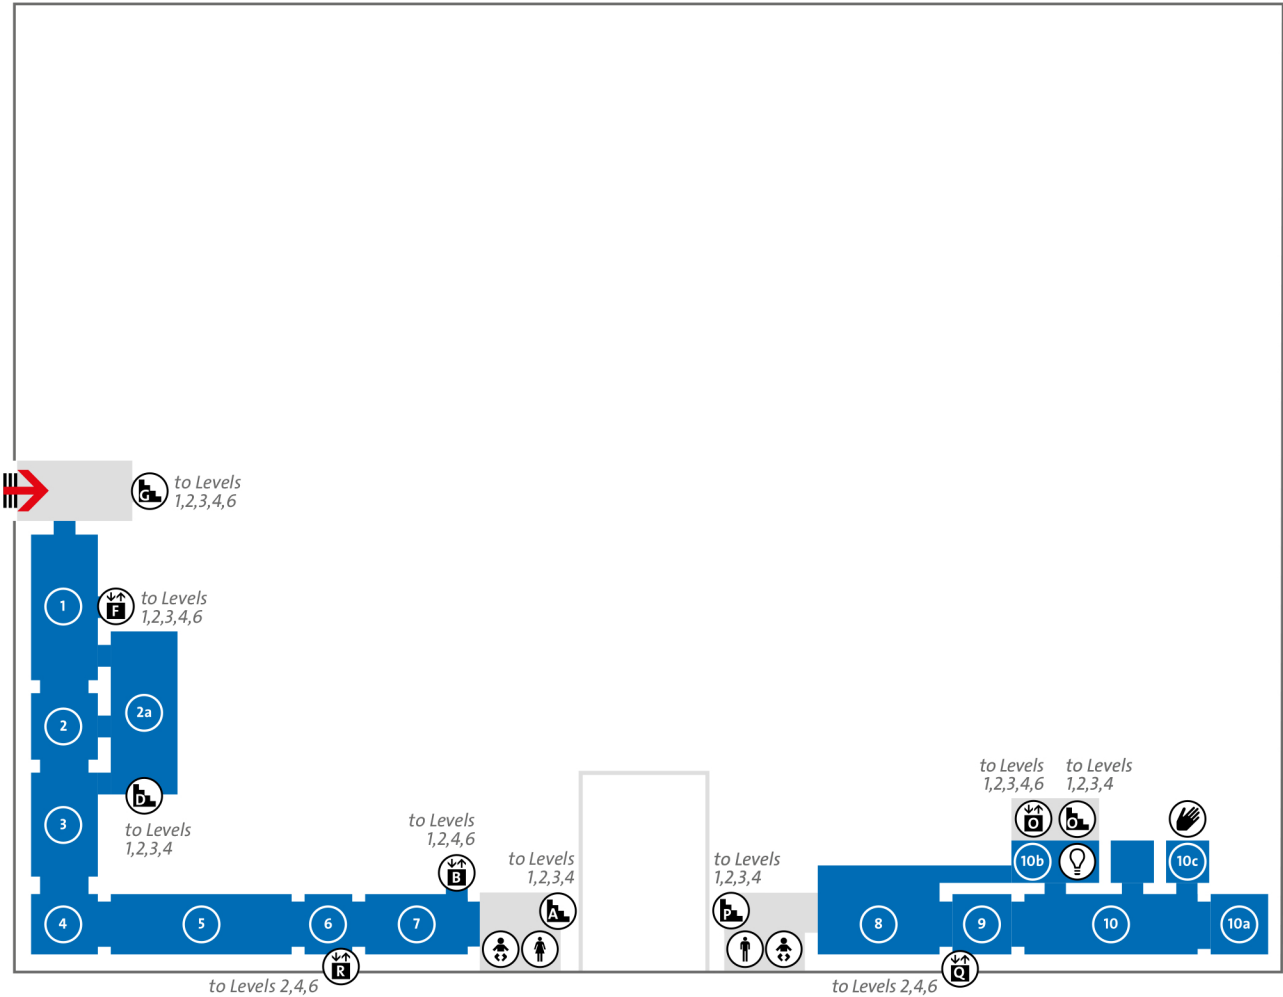 to Levels
1,2,3,4,6
G
1
F
to Levels
1,2,3,4,6
2
2a
D
to Levels
1,2,3,4
3
4
5
6
R
to Levels 2,4,6
7
to Levels
1,2,4,6
B
to Levels
1,2,3,4
A
to Levels
1,2,3,4
P
8
9
Q
to Levels 2,4,6
to Levels
1,2,3,4,6
O
to Levels
1,2,3,4
O
10b
10c
10
10a